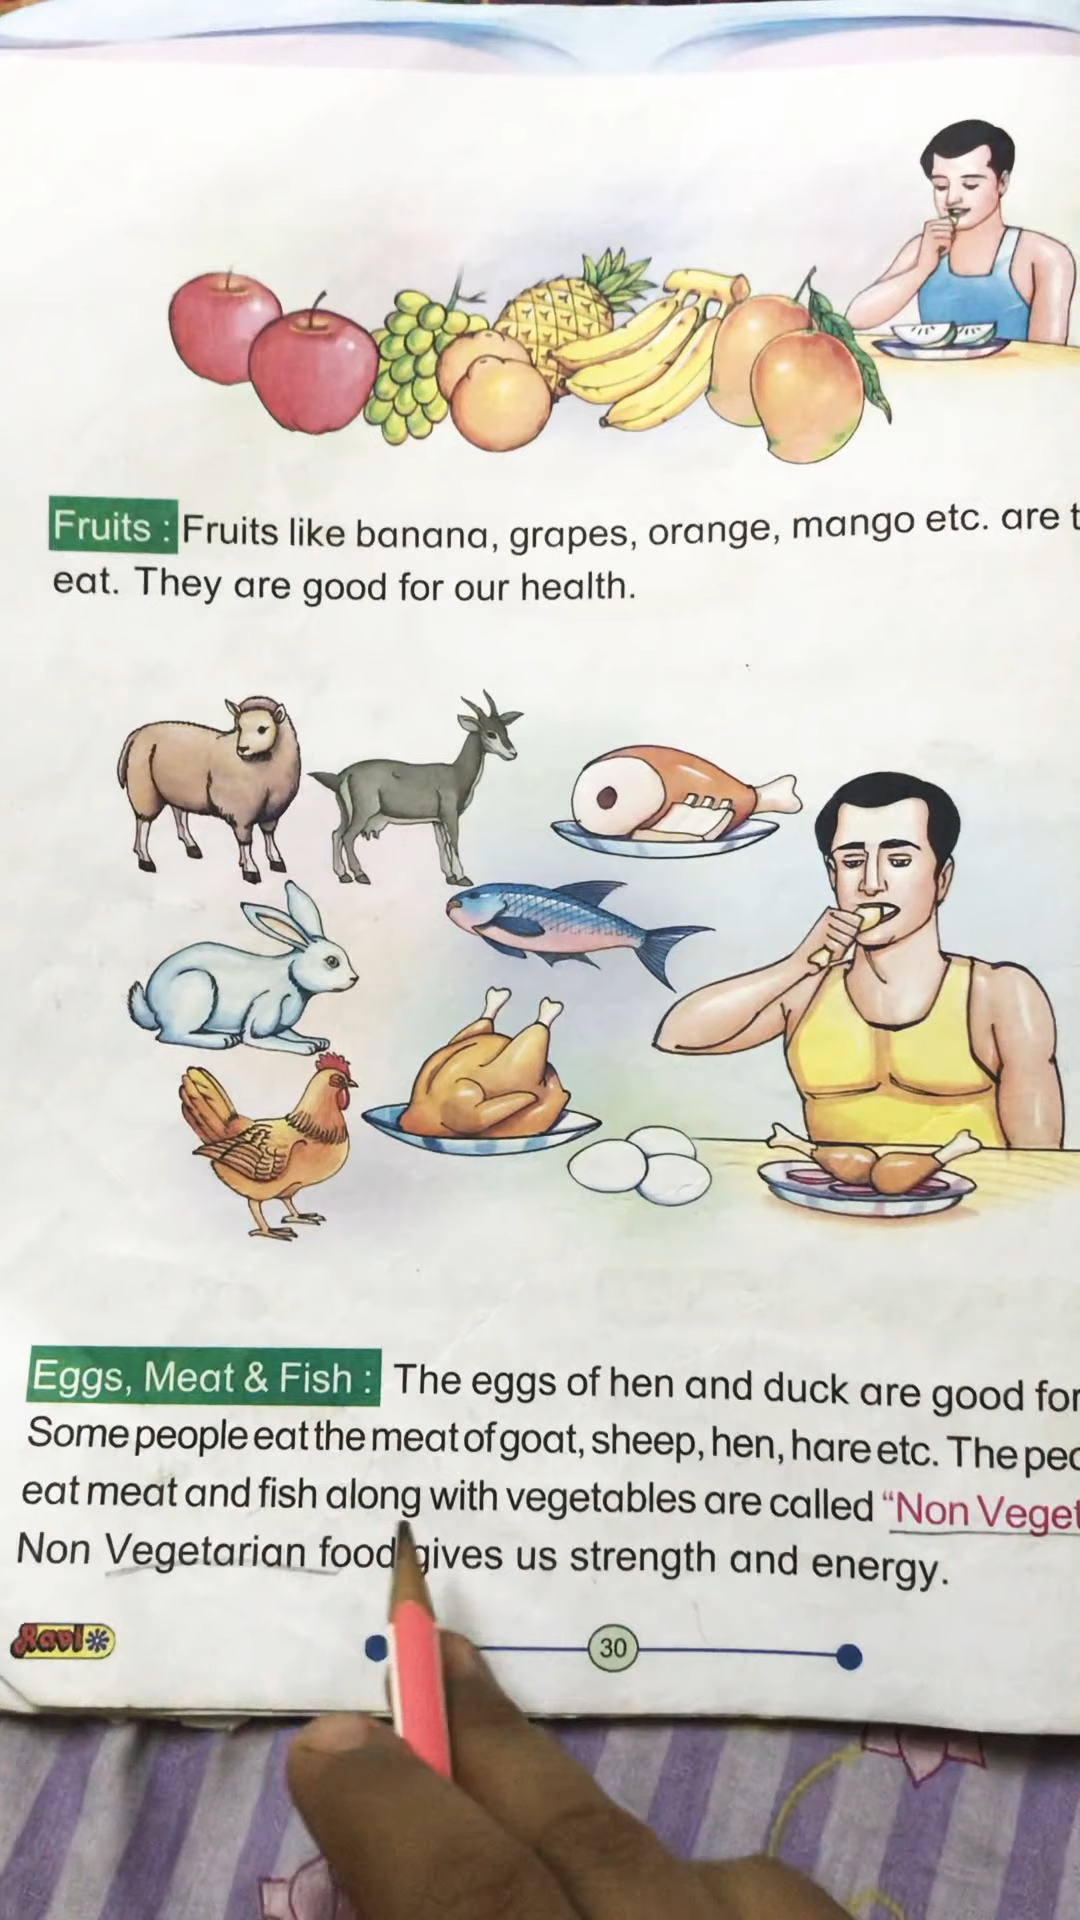 Fruits : Fruits like banana, grapes, orange, mango etc. are
eat. They are good for our health.
Eggs, Meat & Fish : The eggs of hen and duck are good for
Some people eat the meat of goat, sheep, hen, hare etc. The
eat meat and fish along with vegetables are called “Non
Non Vegetarian food gives us strength and energy.
Ravi
30